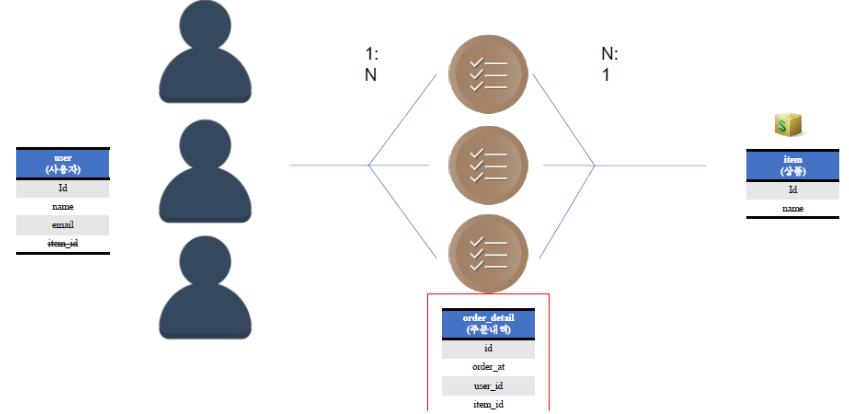 1:
N
N:
1
user
(사용자)
Id
name
email
item_id
order_detail
(주문내역)
id
order_at
user_id
item_id
$
item
(상품)
Id
name